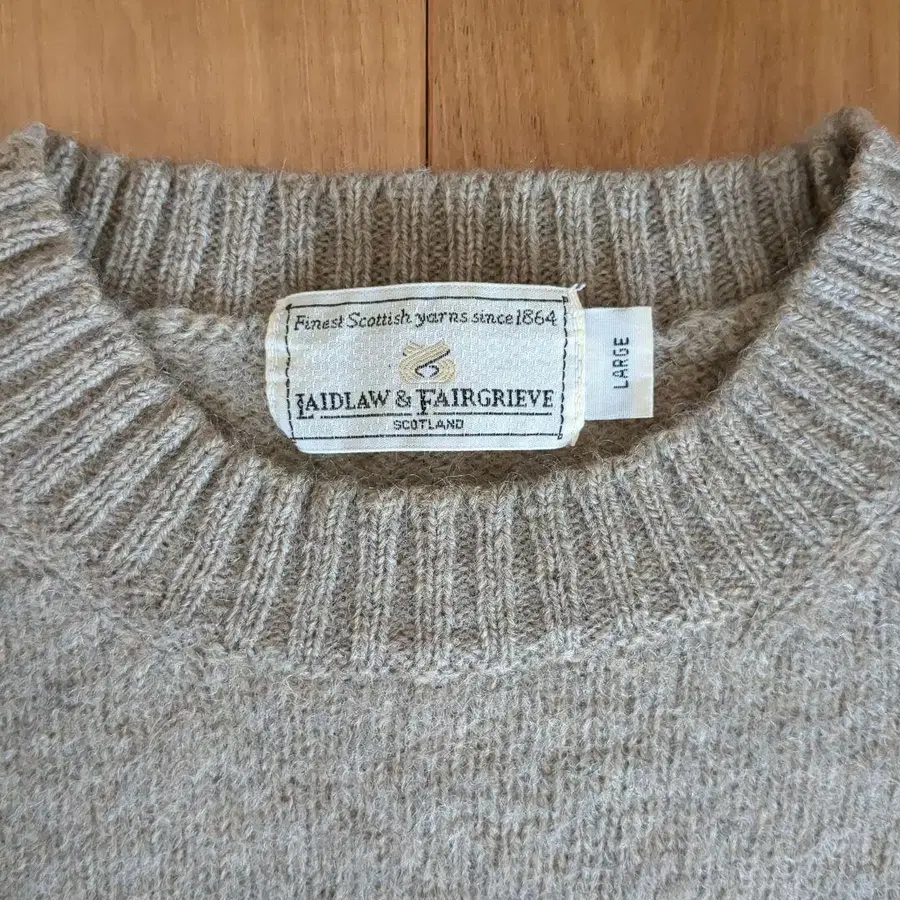 Finest Scottish yarns since 1864
LAIDLAW & FAIRGRIEVE
SCOTLAND
LARGE